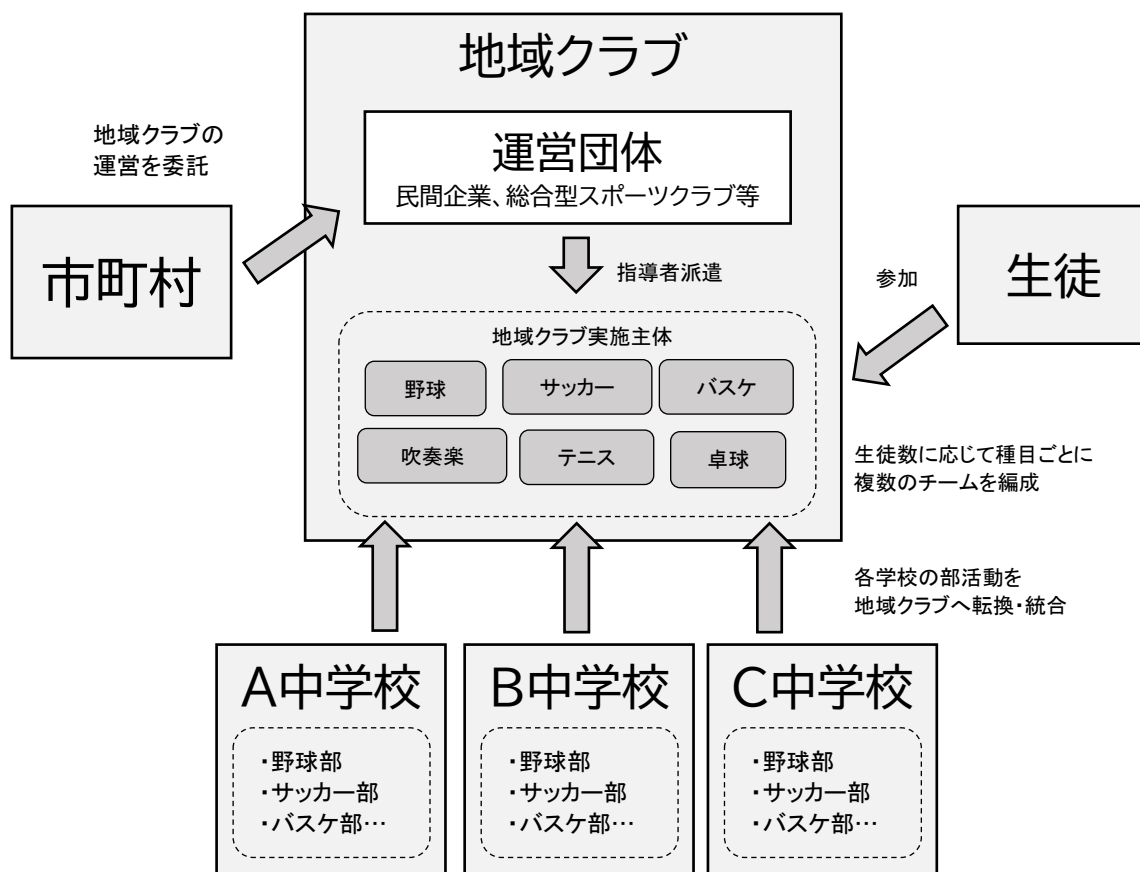 地域クラブ
運営団体
民間企業、総合型スポーツクラブ等
地域クラブの
運営を委託
市町村
指導者派遣
参加
生徒
地域クラブ実施主体
野球
サッカー
バスケ
吹奏楽
テニス
卓球
生徒数に応じて種目ごとに
複数のチームを編成
各学校の部活動を
地域クラブへ転換・統合
A中学校
・野球部
・サッカー部
・バスケ部…
B中学校
・野球部
・サッカー部
・バスケ部…
C中学校
・野球部
・サッカー部
・バスケ部…